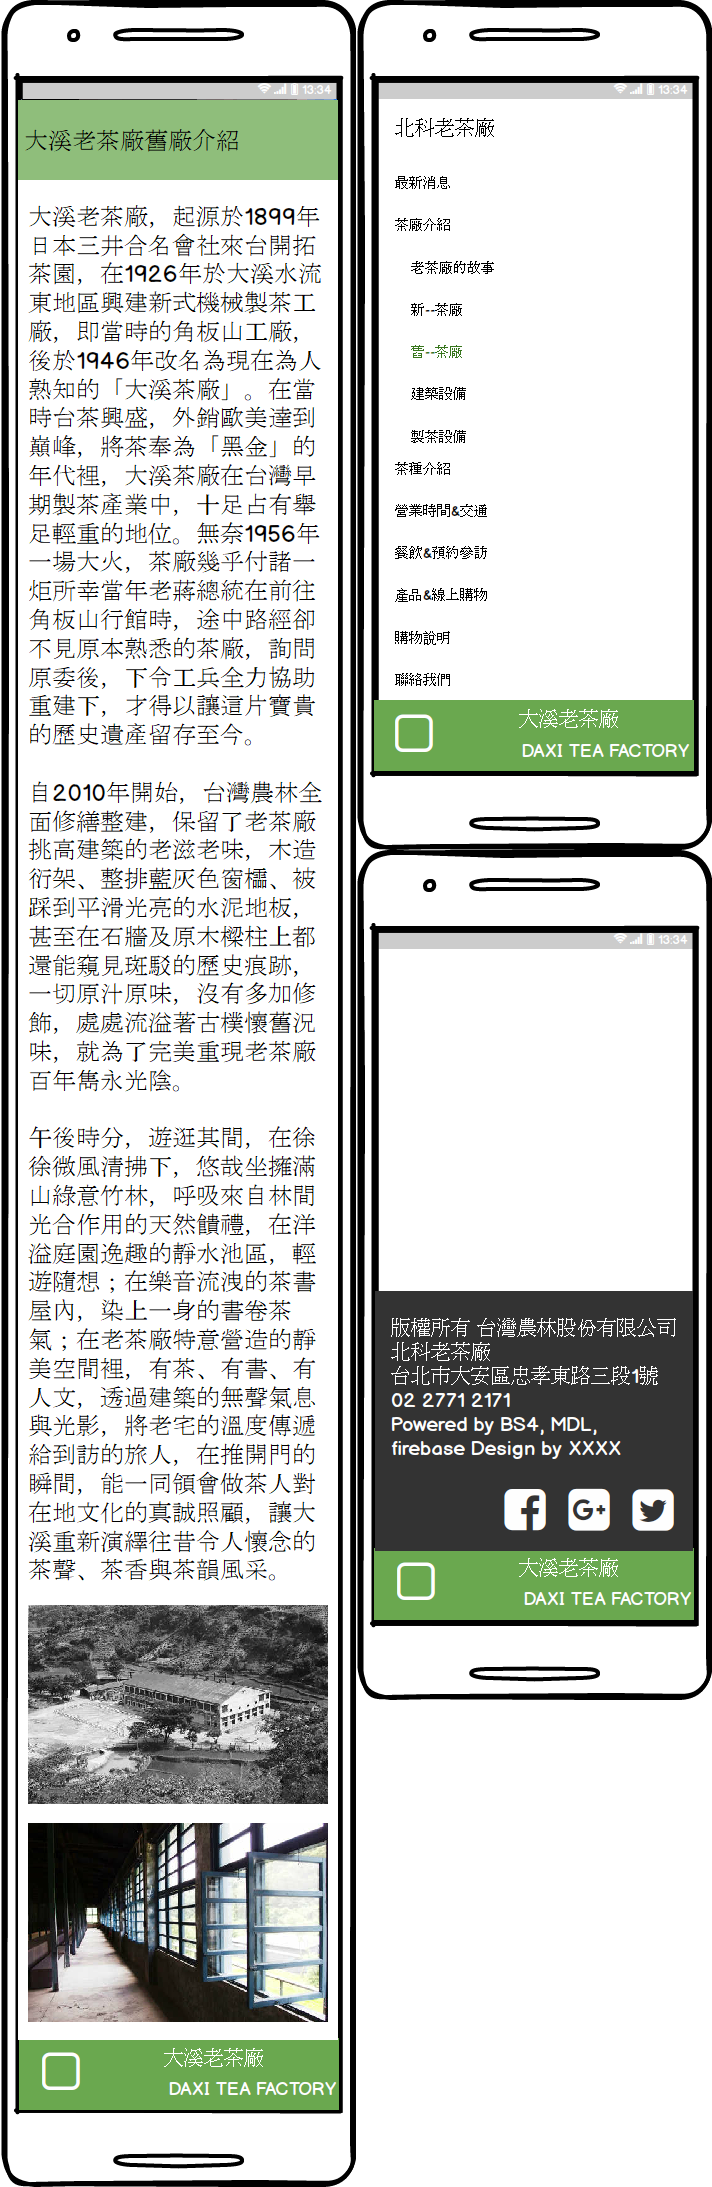 13:34
大溪老茶廠舊廠介紹
大溪老茶廠，起源於1899年
日本三井合名會社來台開拓
茶園，在1926年於大溪水流
東地區興建新式機械製茶工
廠，即當時的角板山工廠，
後於1946年改名為現在為人
熟知的「大溪茶廠」。在當
時台茶興盛，外銷歐美達到
巔峰，將茶奉為「黑金」的
年代裡，大溪茶廠在台灣早
期製茶產業中，十足占有舉
足輕重的地位。無奈1956年
一場大火，茶廠幾乎付諸一
炬所幸當年老蔣總統在前往
角板山行館時，途中路經卻
不見原本熟悉的茶廠，詢問
原委後，下令工兵全力協助
重建下，才得以讓這片寶貴
的歷史遺產留存至今。
自2010年開始，台灣農林全
面修繕整建，保留了老茶廠
挑高建築的老滋老味，木造
衍架、整排藍灰色窗櫺、被
踩到平滑光亮的水泥地板，
甚至在石牆及原木樑柱上都
還能窺見斑駁的歷史痕跡，
一切原汁原味，沒有多加修
飾，處處流溢著古樸懷舊況
味，就為了完美重現老茶廠
百年雋永光陰。
午後時分，遊逛其間，在徐
徐微風清拂下，悠哉坐擁滿
山綠意竹林，呼吸來自林間
光合作用的天然饋禮，在洋
溢庭園逸趣的靜水池區，輕
遊隨想；在樂音流洩的茶書
屋內，染上一身的書卷茶
氣；在老茶廠特意營造的靜
美空間裡，有茶、有書、有
人文，透過建築的無聲氣息
與光影，將老宅的溫度傳遞
給到訪的旅人，在推開門的
瞬間，能一同領會做茶人對
在地文化的真誠照顧，讓大
溪重新演繹往昔令人懷念的
茶聲、茶香與茶韻風采。
大溪老茶廠
DAXI TEA FACTORY
13:34
北科老茶廠
最新消息
茶廠介紹
老茶廠的故事
新--茶廠
舊--茶廠
建築設備
製茶設備
茶種介紹
營業時間&交通
餐飲&預約參訪
產品&線上購物
購物說明
聯絡我們
大溪老茶廠
DAXI TEA FACTORY
13:34
版權所有 台灣農林股份有限公司
北科老茶廠
台北市大安區忠孝東路三段1號
02 2771 2171
Powered by BS4, MDL,
firebase Design by XXXX
大溪老茶廠
DAXI TEA FACTORY